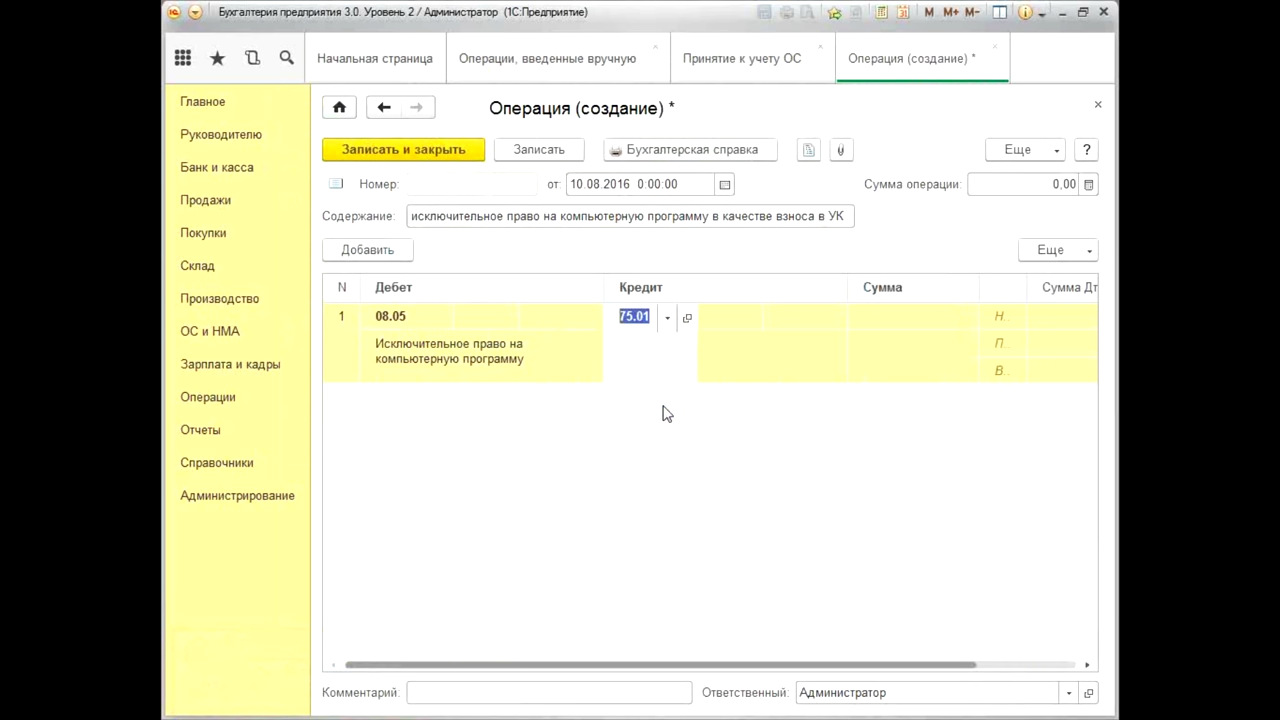 Бухгалтерия предприятия 3.0. Уровень 2 / Администратор (1С:Предприятие)
M M+ M-
Начальная страница
Операции, введенные вручную
Принятие к учету ОС
Операция (создание) *
Главное
Руководителю
Банк и касса
Продажи
Покупки
Склад
Производство
ОС и НМА
Зарплата и кадры
Операции
Отчеты
Справочники
Администрирование
Операция (создание) *
Записать и закрыть
Записать
Бухгалтерская справка
Еще
?
Номер:
от: 10.08.2016 0:00:00
Сумма операции: 0,00
Содержание: исключительное право на компьютерную программу в качестве взноса в УК
Добавить
Еще
N Дебет Кредит Сумма Сумма Дт
1 08.05 75.01 Н..
Исключительное право на П..
компьютерную программу
В..
Комментарий:
Ответственный: Администратор